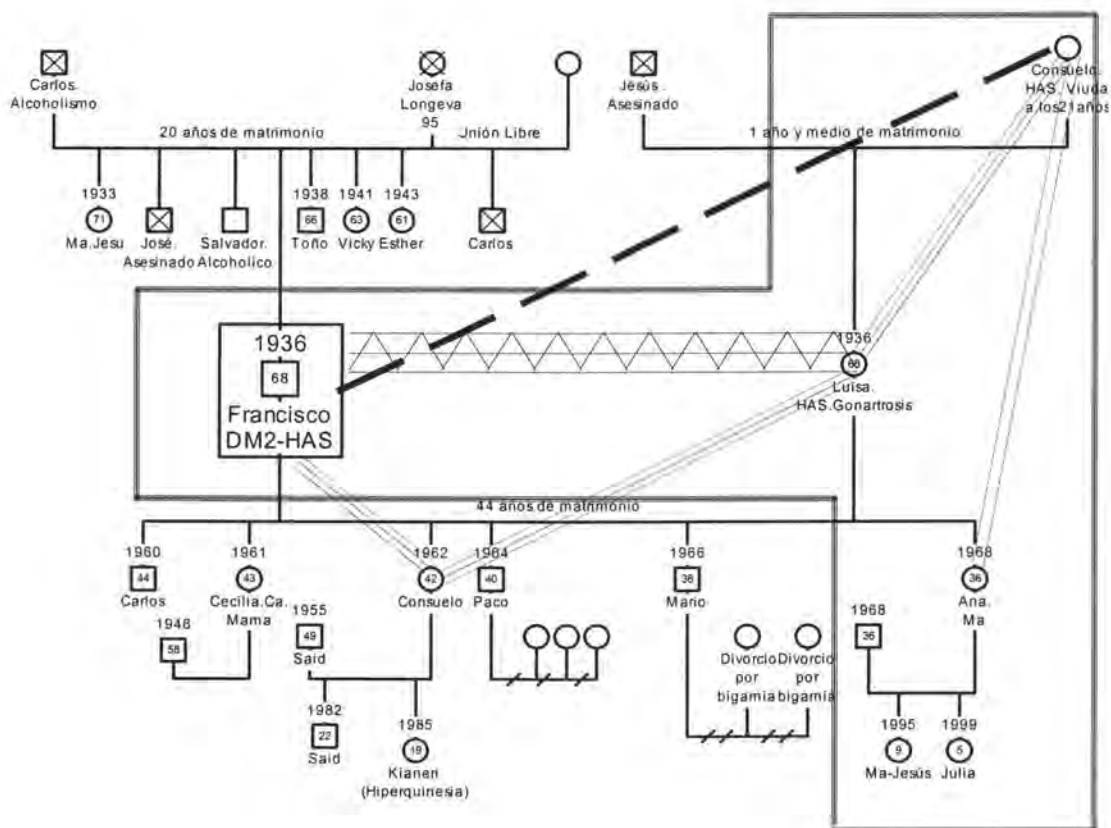 Carlos.
Alcoholismo
Josefa
Longeva
95
Jesús.
Asesinado
Consuelo.
HAS. Viuda
a los21años
20 años de matrimonio
Unión Libre
1 año y medio de matrimonio
1933
71
Ma.Jesu
José.
Asesinado
Salvador.
Alcoholico
1938
66
Toño
1941
63
Vicky
1943
61
Esther
Carlos
1936
68
Francisco
DM2-HAS
1936
68
Luisa.
HAS.Gonartrosis
44 años de matrimonio
1960
44
Carlos
1961
43
Cecilia.Ca.
Mama
1946
58
1962
42
Consuelo
1955
49
Said
1982
22
Said
1985
19
Kianeri
(Hiperquinesia)
1964
40
Paco
1966
38
Mario
Divorcio
por
bigamia
Divorcio
por
bigamia
1968
36
Ana.
Ma
1968
36
1995
9
Ma-Jesús
1999
5
Julia